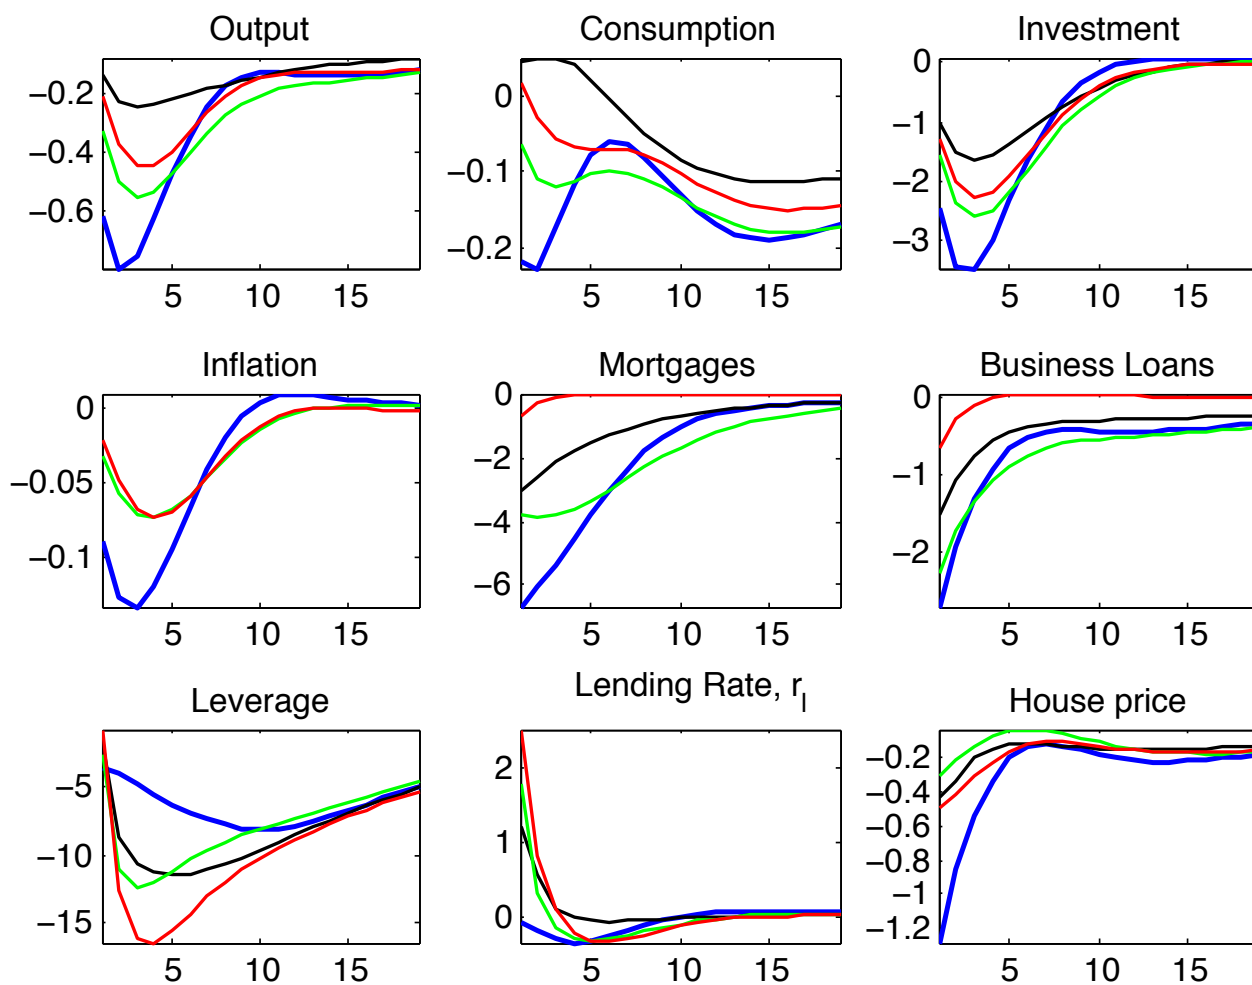 Output
Consumption
Investment
−0.2
−0.4
−0.6
5 10 15
0
−0.1
−0.2
5 10 15
0
−1
−2
−3
5 10 15
Inflation
Mortgages
Business Loans
0
−0.05
−0.1
5 10 15
0
−2
−4
−6
5 10 15
0
−1
−2
5 10 15
Leverage
Lending Rate, r_l
House price
−5
−10
−15
5 10 15
2
1
0
5 10 15
−0.2
−0.4
−0.6
−0.8
−1
−1.2
5 10 15